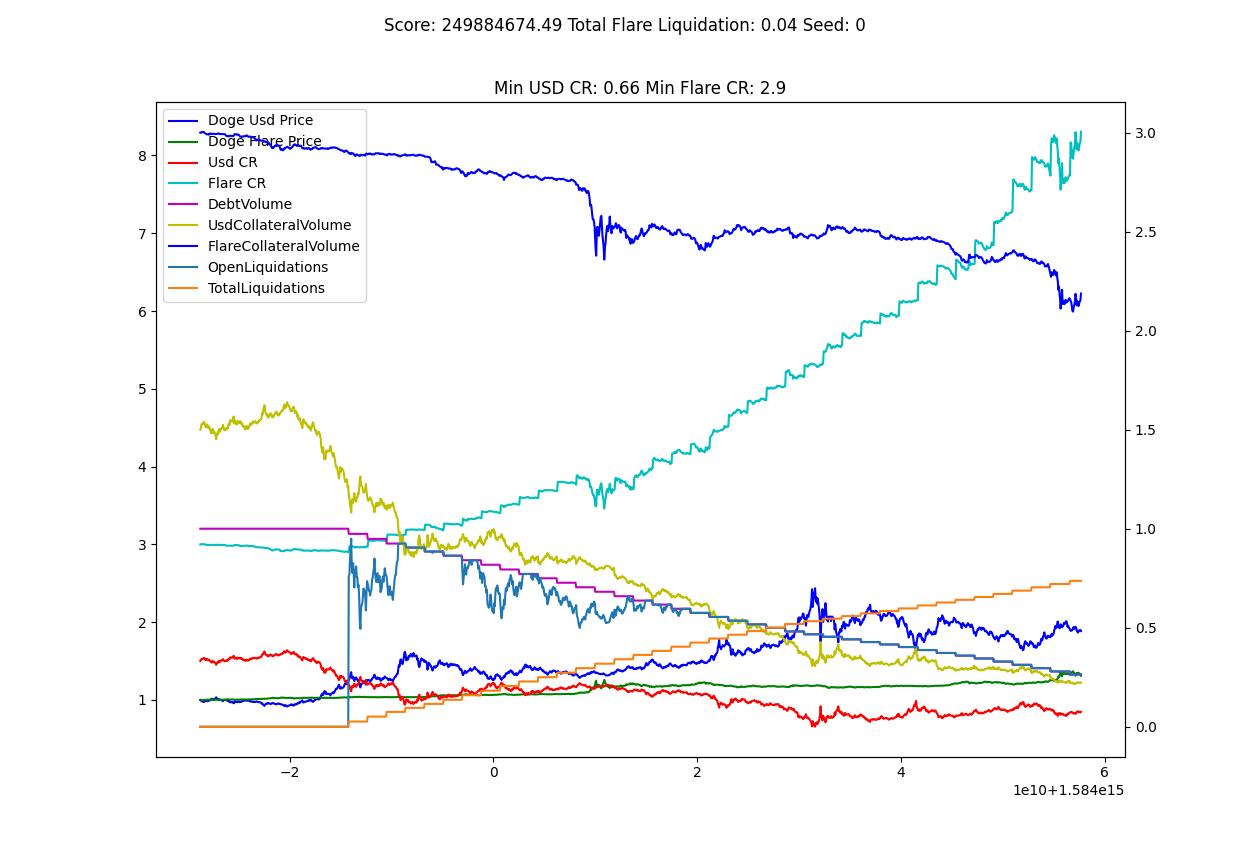 Score: 249884674.49 Total Flare Liquidation: 0.04 Seed: 0
Min USD CR: 0.66 Min Flare CR: 2.9
Doge Usd Price
Doge Flare Price
Usd CR
Flare CR
DebtVolume
UsdCollateralVolume
FlareCollateralVolume
OpenLiquidations
TotalLiquidations
8
7
6
5
4
3
2
1
3.0
2.5
2.0
1.5
1.0
0.5
0.0
−2
0
2
4
6
1e10+1.584e15